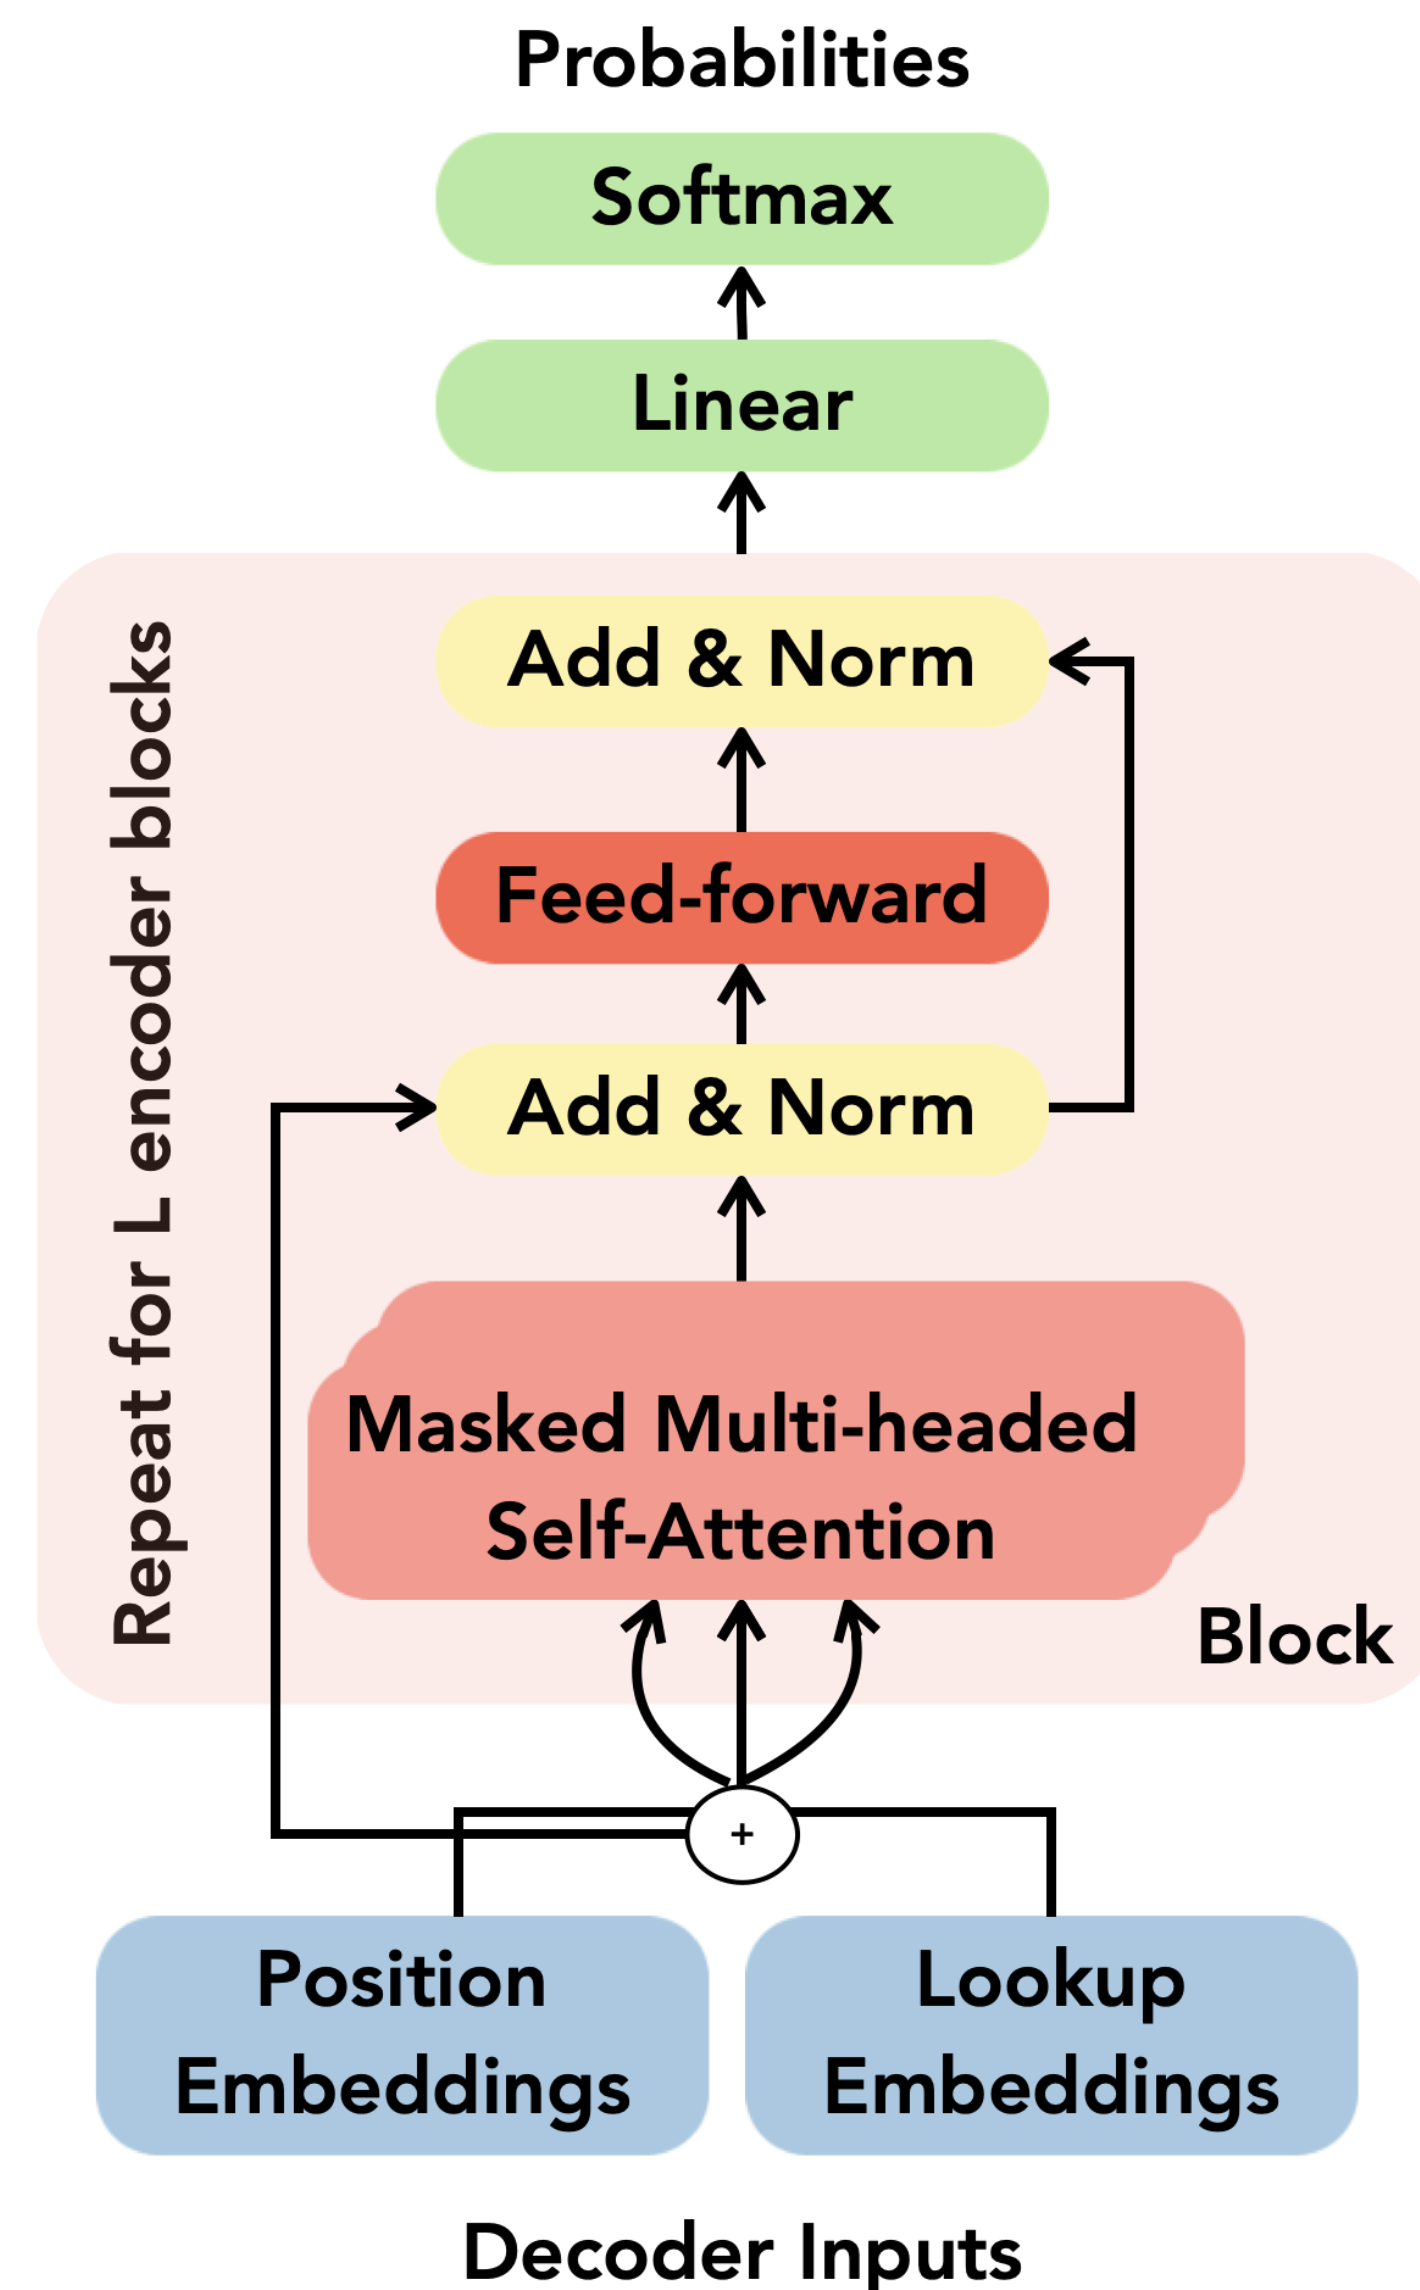 Probabilities
Softmax
Linear
Repeat for L encoder blocks
Add & Norm
Feed-forward
Add & Norm
Masked Multi-headed
Self-Attention
Block
+
Position
Embeddings
Lookup
Embeddings
Decoder Inputs